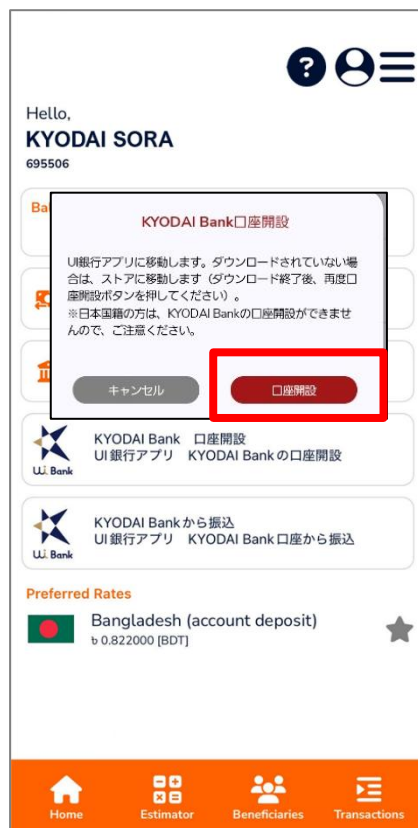 ?
Hello,
KYODAI SORA
695506
Ba
KYODAI Bank口座開設
UI銀行アプリに移動します。ダウンロードされていない場
合は、ストアに移動します（ダウンロード終了後、再度口
座開設ボタンを押してください）。
※日本国籍の方は、KYODAI Bankの口座開設ができませ
んので、ご注意ください。
キャンセル
口座開設
KYODAI Bank 口座開設
UI銀行アプリ KYODAI Bankの口座開設
Ui Bank
KYODAI Bankから振込
UI銀行アプリ KYODAI Bank口座から振込
Ui Bank
Preferred Rates
Bangladesh (account deposit)
৳ 0.822000 [BDT]
Home
Estimator
Beneficiaries
Transactions